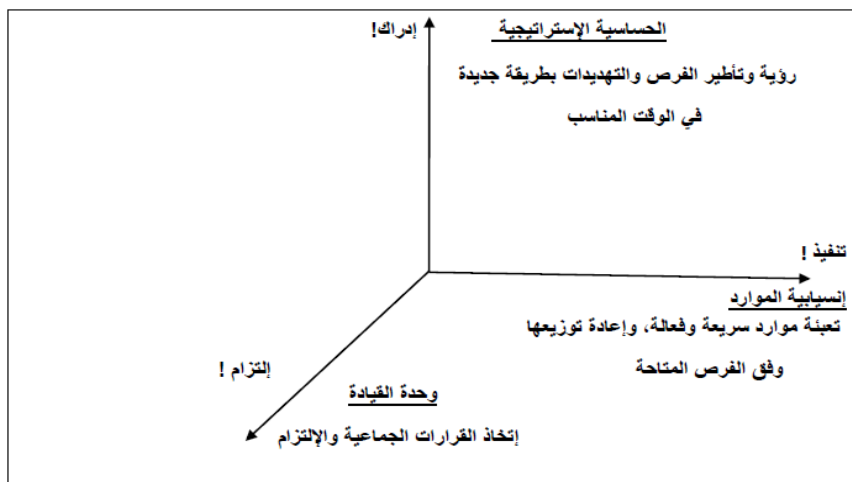 إدراك!
الحساسية الإستراتيجية
رؤية وتأطير الفرص والتهديدات بطريقة جديدة
في الوقت المناسب
تنفيذ !
إنسيابية الموارد
تعبئة موارد سريعة وفعالة، وإعادة توزيعها
وفق الفرص المتاحة
إلتزام !
وحدة القيادة
إتخاذ القرارات الجماعية والإلتزام